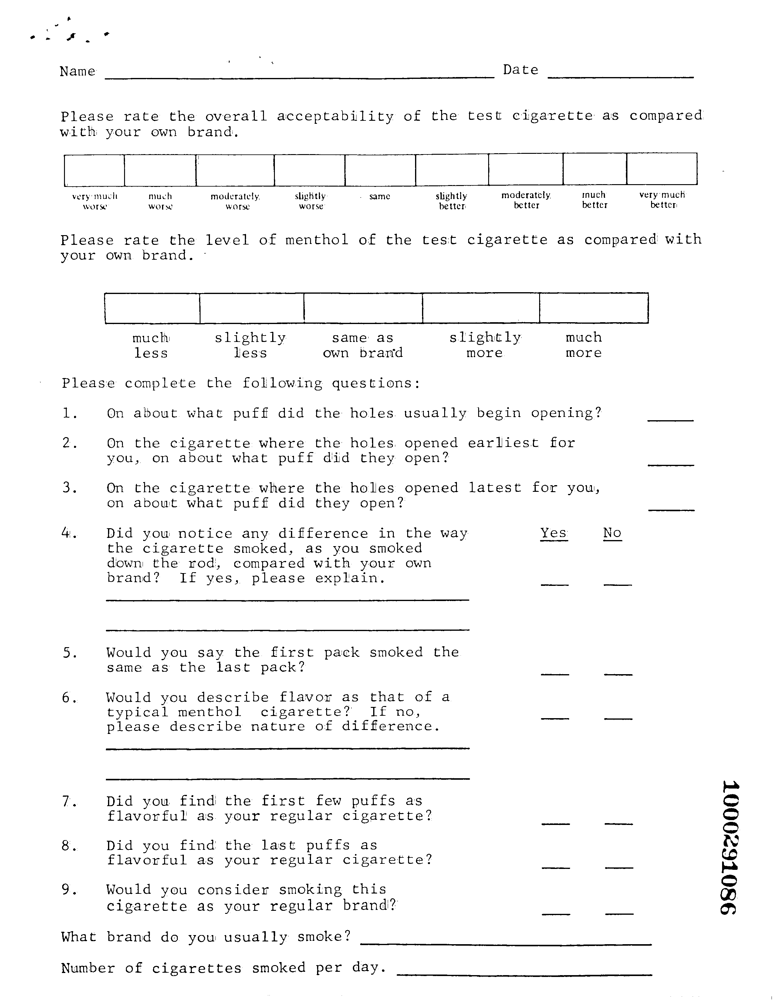 Name Date
Please rate the overall acceptability of the test cigarette as compared
with your own brand.
very much worse
much worse
moderately worse
slightly worse
same
slightly better
moderately better
much better
very much better
Please rate the level of menthol of the test cigarette as compared with
your own brand.
much less
slightly less
same as own brand
slightly more
much more
Please complete the following questions:
1. On about what puff did the holes usually begin opening?
2. On the cigarette where the holes opened earliest for
you, on about what puff did they open?
3. On the cigarette where the holes opened latest for you,
on about what puff did they open?
4. Did you notice any difference in the way Yes No
the cigarette smoked, as you smoked
down the rod, compared with your own
brand? If yes, please explain.
5. Would you say the first pack smoked the
same as the last pack?
6. Would you describe flavor as that of a
typical menthol cigarette? If no,
please describe nature of difference.
7. Did you find the first few puffs as
flavorful as your regular cigarette?
8. Did you find the last puffs as
flavorful as your regular cigarette?
9. Would you consider smoking this
cigarette as your regular brand?
What brand do you usually smoke?
Number of cigarettes smoked per day.
1000291086